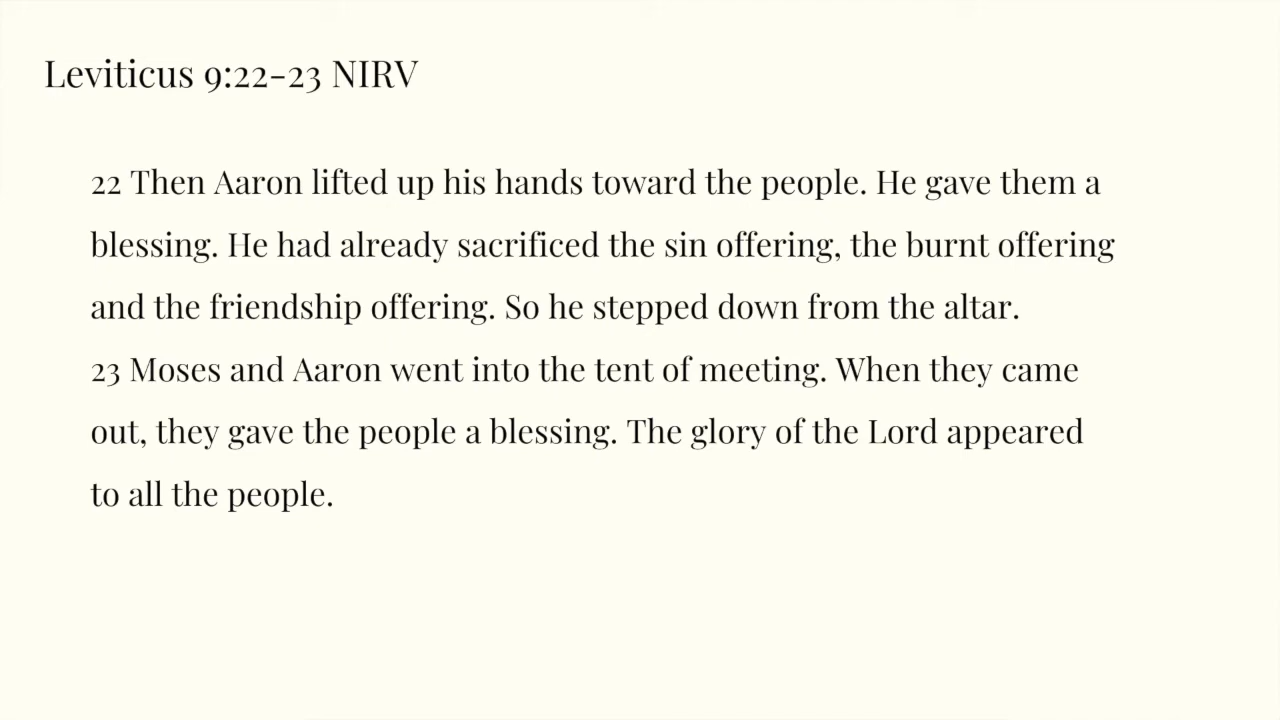 Leviticus 9:22-23 NIRV
22 Then Aaron lifted up his hands toward the people. He gave them a
blessing. He had already sacrificed the sin offering, the burnt offering
and the friendship offering. So he stepped down from the altar.
23 Moses and Aaron went into the tent of meeting. When they came
out, they gave the people a blessing. The glory of the Lord appeared
to all the people.